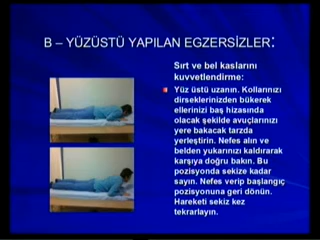 B – YÜZÜSTÜ YAPILAN EGZERSİZLER:
Sırt ve bel kaslarını
kuvvetlendirme:
Yüz üstü uzanın. Kollarınızı
dirseklerinizden bükerek
ellerinizi baş hizasında
olacak şekilde avuçlarınızı
yere bakacak tarzda
yerleştirin. Nefes alın ve
belden yukarınızı kaldırarak
karşıya doğru bakın. Bu
pozisyonda sekize kadar
sayın. Nefes verip başlangıç
pozisyonuna geri dönün.
Hareketi sekiz kez
tekrarlayın.